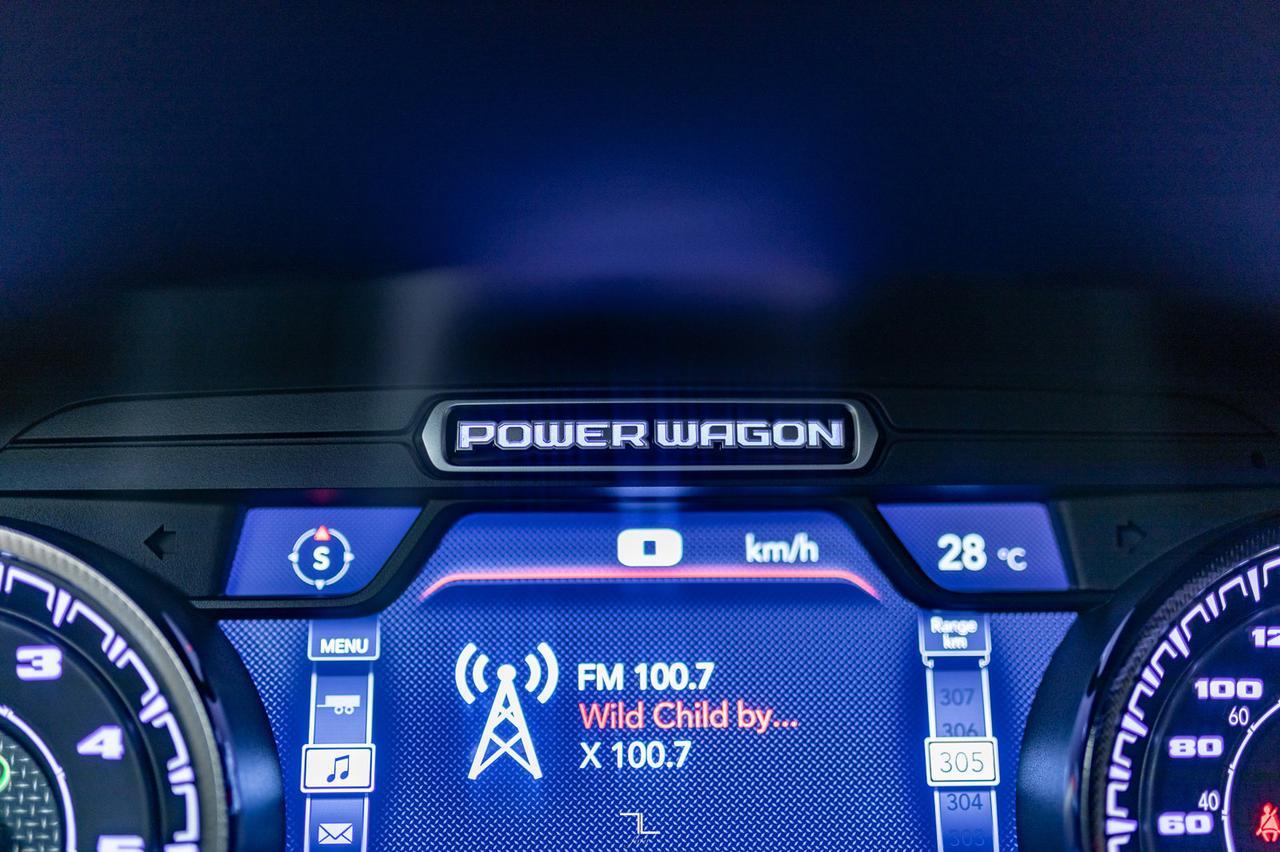 POWER WAGON
S
0 km/h
28 °C
MENU
Range
km
FM 100.7
Wild Child by...
X 100.7
307
306
305
304
3
4
5
120
100
80
60
60
40